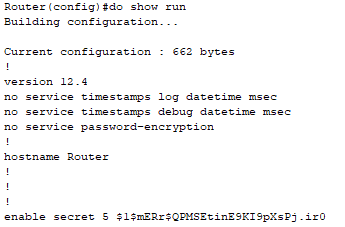 Router(config)#do show run
Building configuration...
Current configuration : 662 bytes
!
version 12.4
no service timestamps log datetime msec
no service timestamps debug datetime msec
no service password-encryption
!
hostname Router
!
!
!
enable secret 5 $1$mERr$QPMSEtinE9KI9pXsPj.ir0